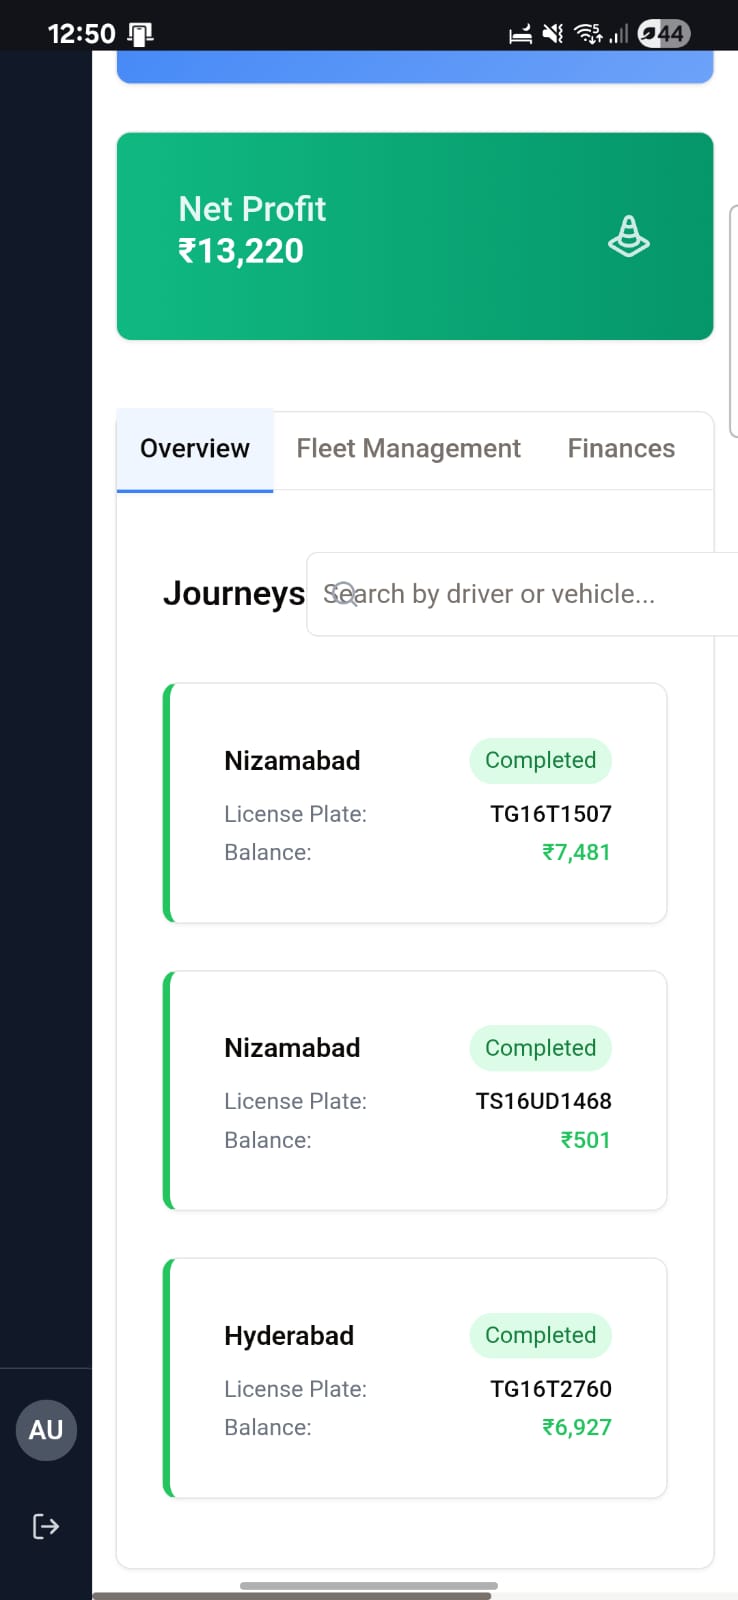 12:50
44
Net Profit
₹13,220
Overview Fleet Management Finances
Journeys Search by driver or vehicle...
Nizamabad Completed
License Plate: TG16T1507
Balance: ₹7,481
Nizamabad Completed
License Plate: TS16UD1468
Balance: ₹501
Hyderabad Completed
License Plate: TG16T2760
Balance: ₹6,927
AU